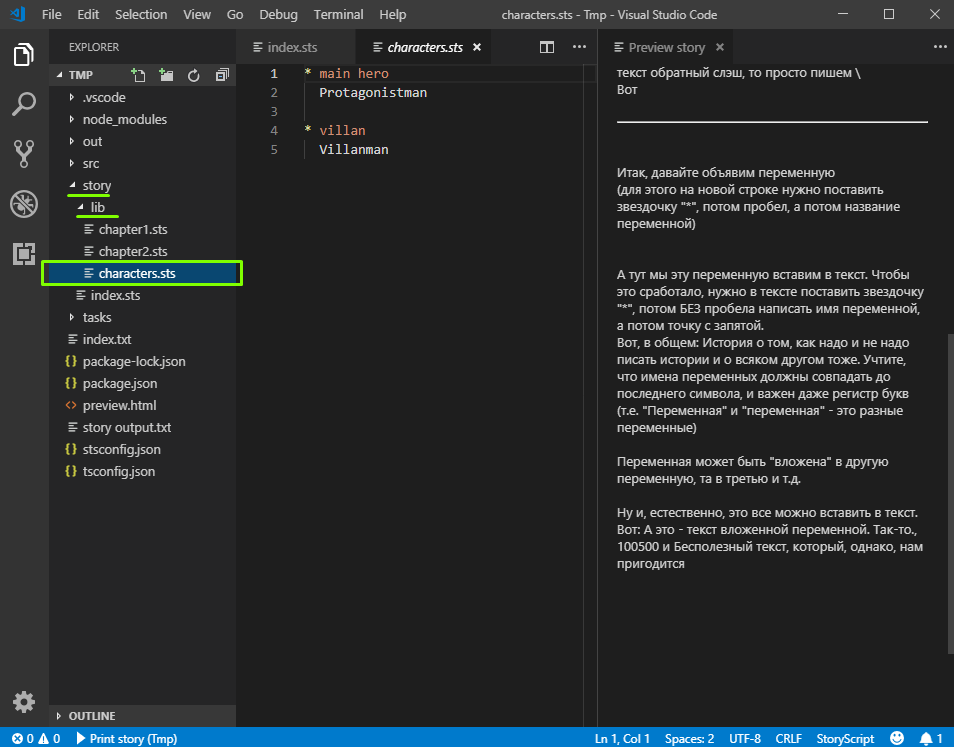 File Edit Selection View Go Debug Terminal Help characters.sts - Tmp - Visual Studio Code
EXPLORER
TMP
.vscode
node_modules
out
src
story
lib
chapter1.sts
chapter2.sts
characters.sts
index.sts
tasks
index.txt
{} package-lock.json
{} package.json
<> preview.html
story output.txt
{} stsconfig.json
{} tsconfig.json
OUTLINE
index.sts characters.sts
1 * main hero
2 Protagonistman
3
4 * villan
5 Villanman
Preview story
текст обратный слэш, то просто пишем \
Вот
Итак, давайте объявим переменную
(для этого на новой строке нужно поставить
звездочку "*", потом пробел, а потом название
переменной)
А тут мы эту переменную вставим в текст. Чтобы
это сработало, нужно в тексте поставить звездочку
"*", потом БЕЗ пробела написать имя переменной,
а потом точку с запятой.
Вот, в общем: История о том, как надо и не надо
писать истории и о всяком другом тоже. Учтите,
что имена переменных должны совпадать до
последнего символа, и важен даже регистр букв
(т.е. "Переменная" и "переменная" - это разные
переменные)
Переменная может быть "вложена" в другую
переменную, та в третью и т.д.
Ну и, естественно, это все можно вставить в текст.
Вот: А это - текст вложенной переменной. Так-то.,
100500 и Бесполезный текст, который, однако, нам
пригодится
0 0 Print story (Tmp) Ln 1, Col 1 Spaces: 2 UTF-8 CRLF StoryScript 1